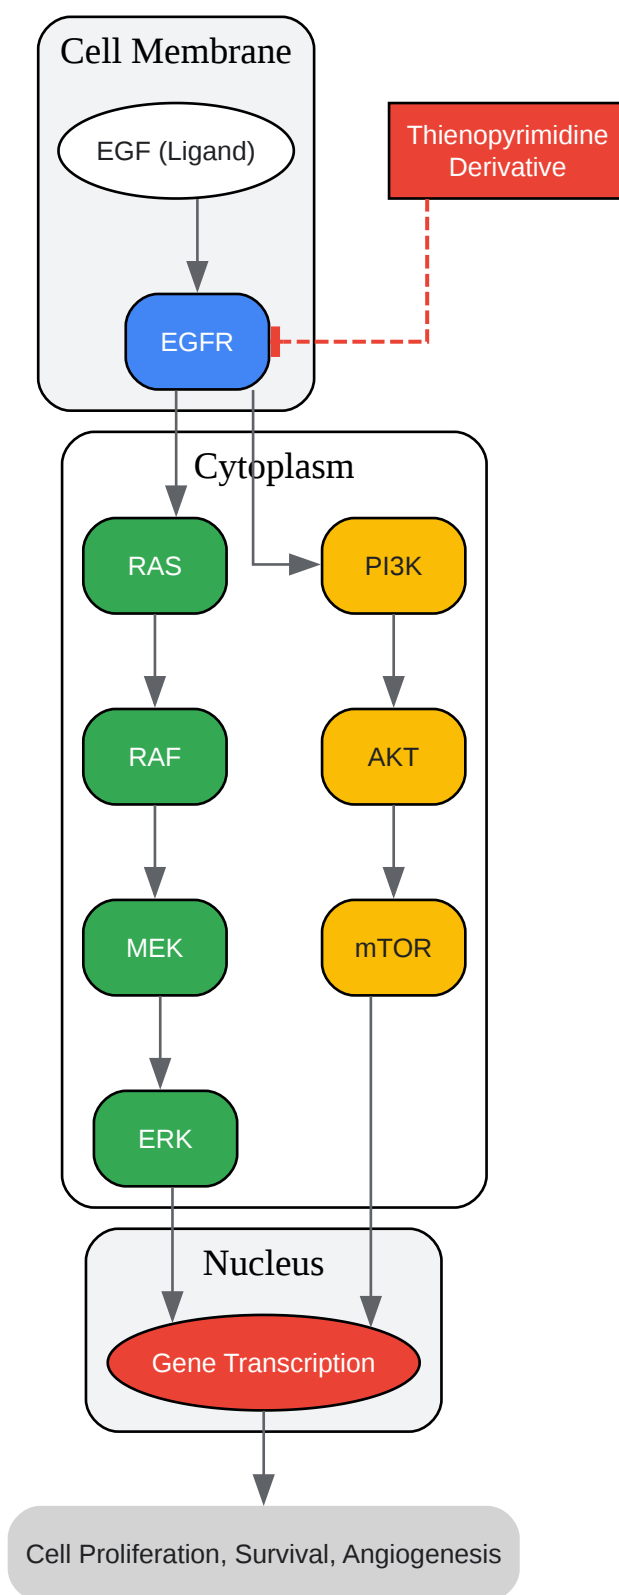 Cell Membrane
EGF (Ligand)
Thienopyrimidine
Derivative
EGFR
Cytoplasm
RAS
PI3K
RAF
AKT
MEK
mTOR
ERK
Nucleus
Gene Transcription
Cell Proliferation, Survival, Angiogenesis